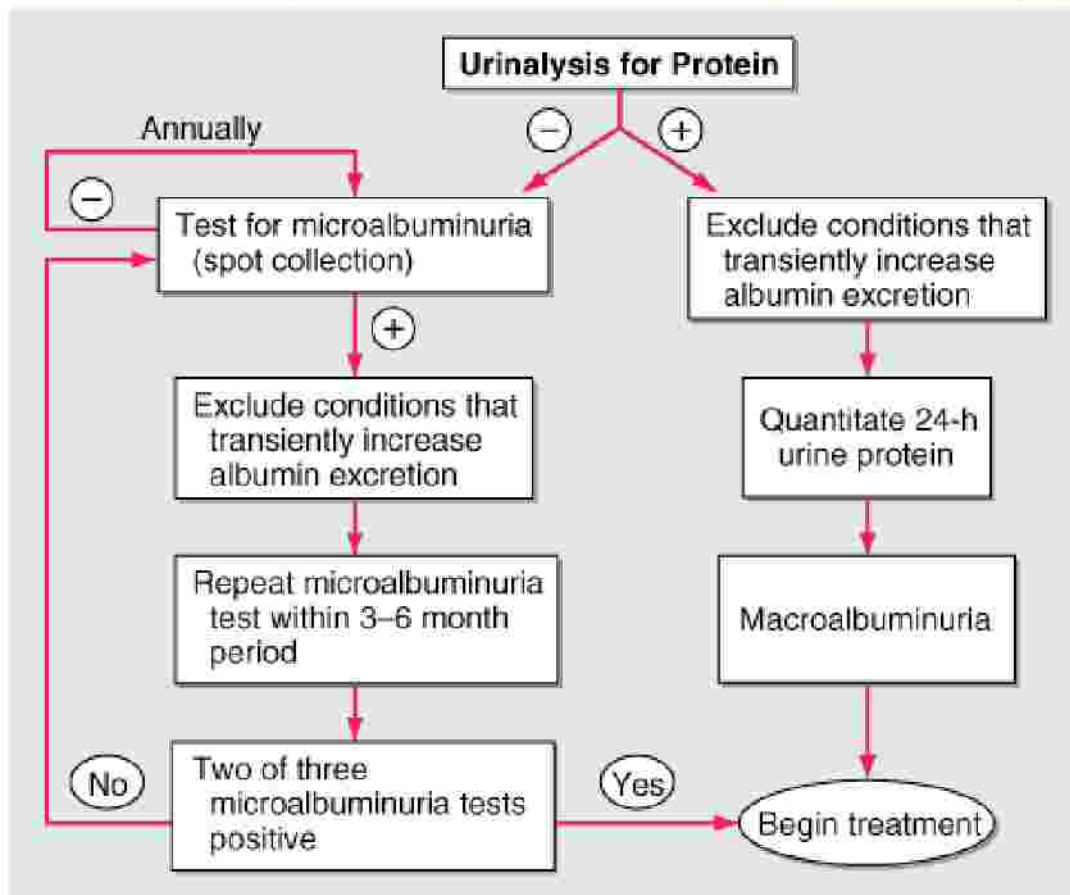 Urinalysis for Protein
−
+
Annually
−
Test for microalbuminuria
(spot collection)
+
Exclude conditions that
transiently increase
albumin excretion
Repeat microalbuminuria
test within 3–6 month
period
Two of three
microalbuminuria tests
positive
No
Yes
Exclude conditions that
transiently increase
albumin excretion
Quantitate 24-h
urine protein
Macroalbuminuria
Begin treatment